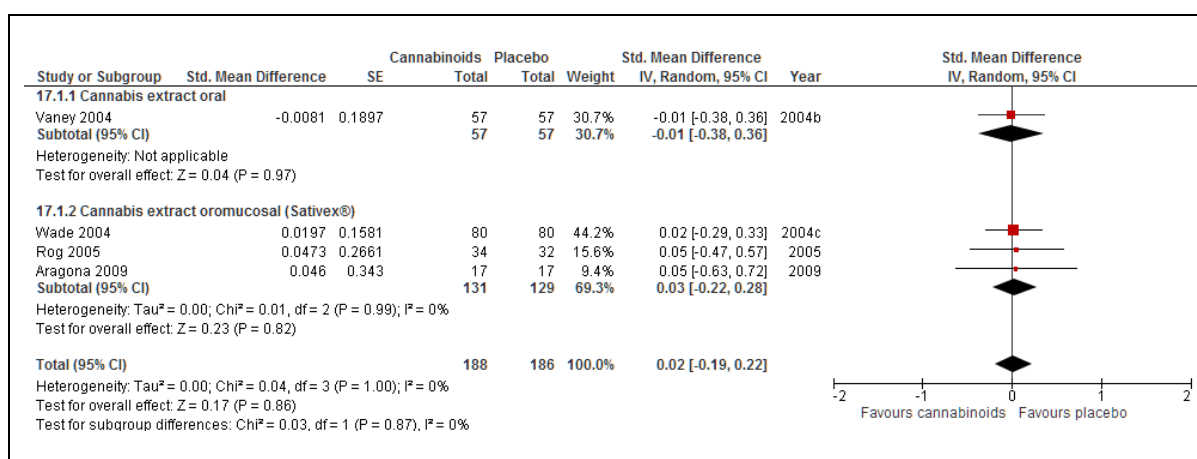 Cannabinoids Placebo Std. Mean Difference Std. Mean Difference
Study or Subgroup Std. Mean Difference SE Total Total Weight IV, Random, 95% CI Year IV, Random, 95% CI
17.1.1 Cannabis extract oral
Vaney 2004 -0.0081 0.1897 57 57 30.7% -0.01 [-0.38, 0.36] 2004b
Subtotal (95% CI) 57 57 30.7% -0.01 [-0.38, 0.36]
Heterogeneity: Not applicable
Test for overall effect: Z = 0.04 (P = 0.97)
17.1.2 Cannabis extract oromucosal (Sativex®)
Wade 2004 0.0197 0.1581 80 80 44.2% 0.02 [-0.29, 0.33] 2004c
Rog 2005 0.0473 0.2661 34 32 15.6% 0.05 [-0.47, 0.57] 2005
Aragona 2009 0.046 0.343 17 17 9.4% 0.05 [-0.63, 0.72] 2009
Subtotal (95% CI) 131 129 69.3% 0.03 [-0.22, 0.28]
Heterogeneity: Tau² = 0.00; Chi² = 0.01, df = 2 (P = 0.99); I² = 0%
Test for overall effect: Z = 0.23 (P = 0.82)
Total (95% CI) 188 186 100.0% 0.02 [-0.19, 0.22]
Heterogeneity: Tau² = 0.00; Chi² = 0.04, df = 3 (P = 1.00); I² = 0%
Test for overall effect: Z = 0.17 (P = 0.86)
Test for subgroup differences: Chi² = 0.03, df = 1 (P = 0.87), I² = 0%
-2 -1 0 1 2
Favours cannabinoids Favours placebo